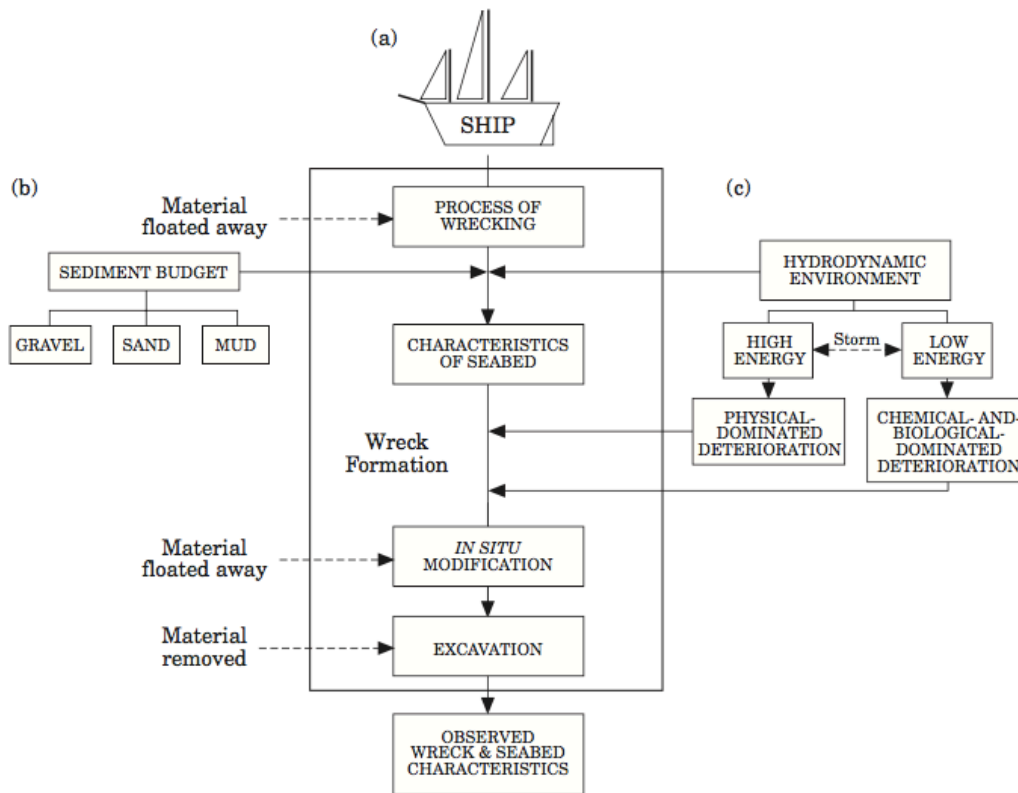 (a)
SHIP
(b)
(c)
Material
floated away
PROCESS OF
WRECKING
SEDIMENT BUDGET
HYDRODYNAMIC
ENVIRONMENT
GRAVEL
SAND
MUD
CHARACTERISTICS
OF SEABED
HIGH
ENERGY
Storm
LOW
ENERGY
PHYSICAL-
DOMINATED
DETERIORATION
CHEMICAL- AND-
BIOLOGICAL-
DOMINATED
DETERIORATION
Wreck
Formation
Material
floated away
IN SITU
MODIFICATION
Material
removed
EXCAVATION
OBSERVED
WRECK & SEABED
CHARACTERISTICS